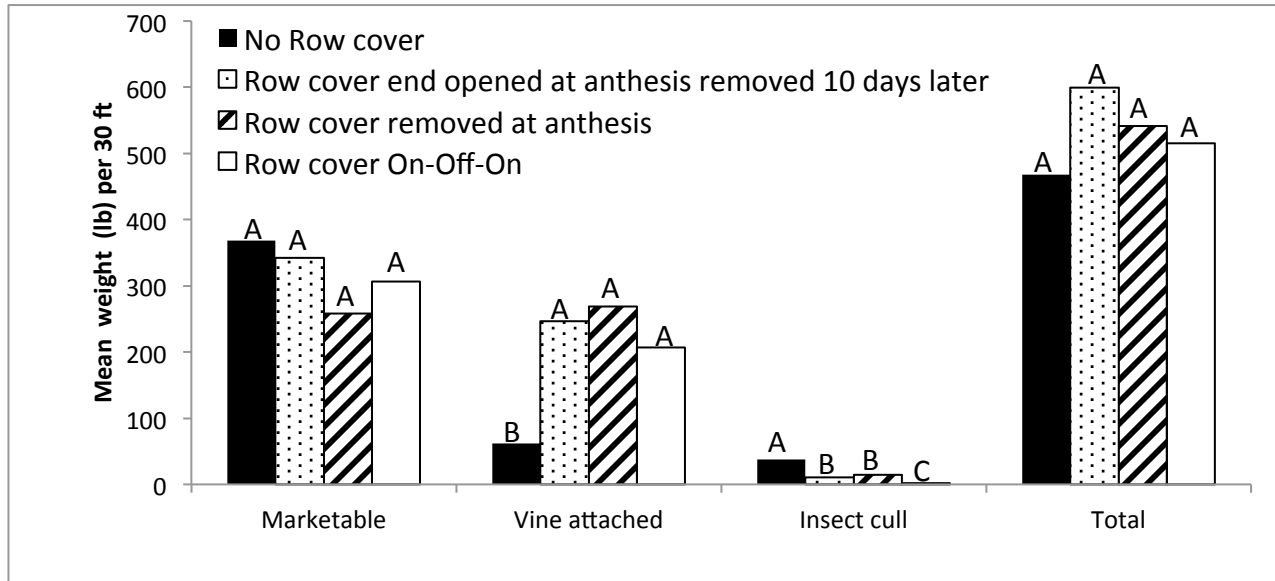 Mean weight (lb) per 30 ft
700
600
500
400
300
200
100
0
No Row cover
Row cover end opened at anthesis removed 10 days later
Row cover removed at anthesis
Row cover On-Off-On
A A A A
B A A A
A B B C
A A A A
Marketable Vine attached Insect cull Total